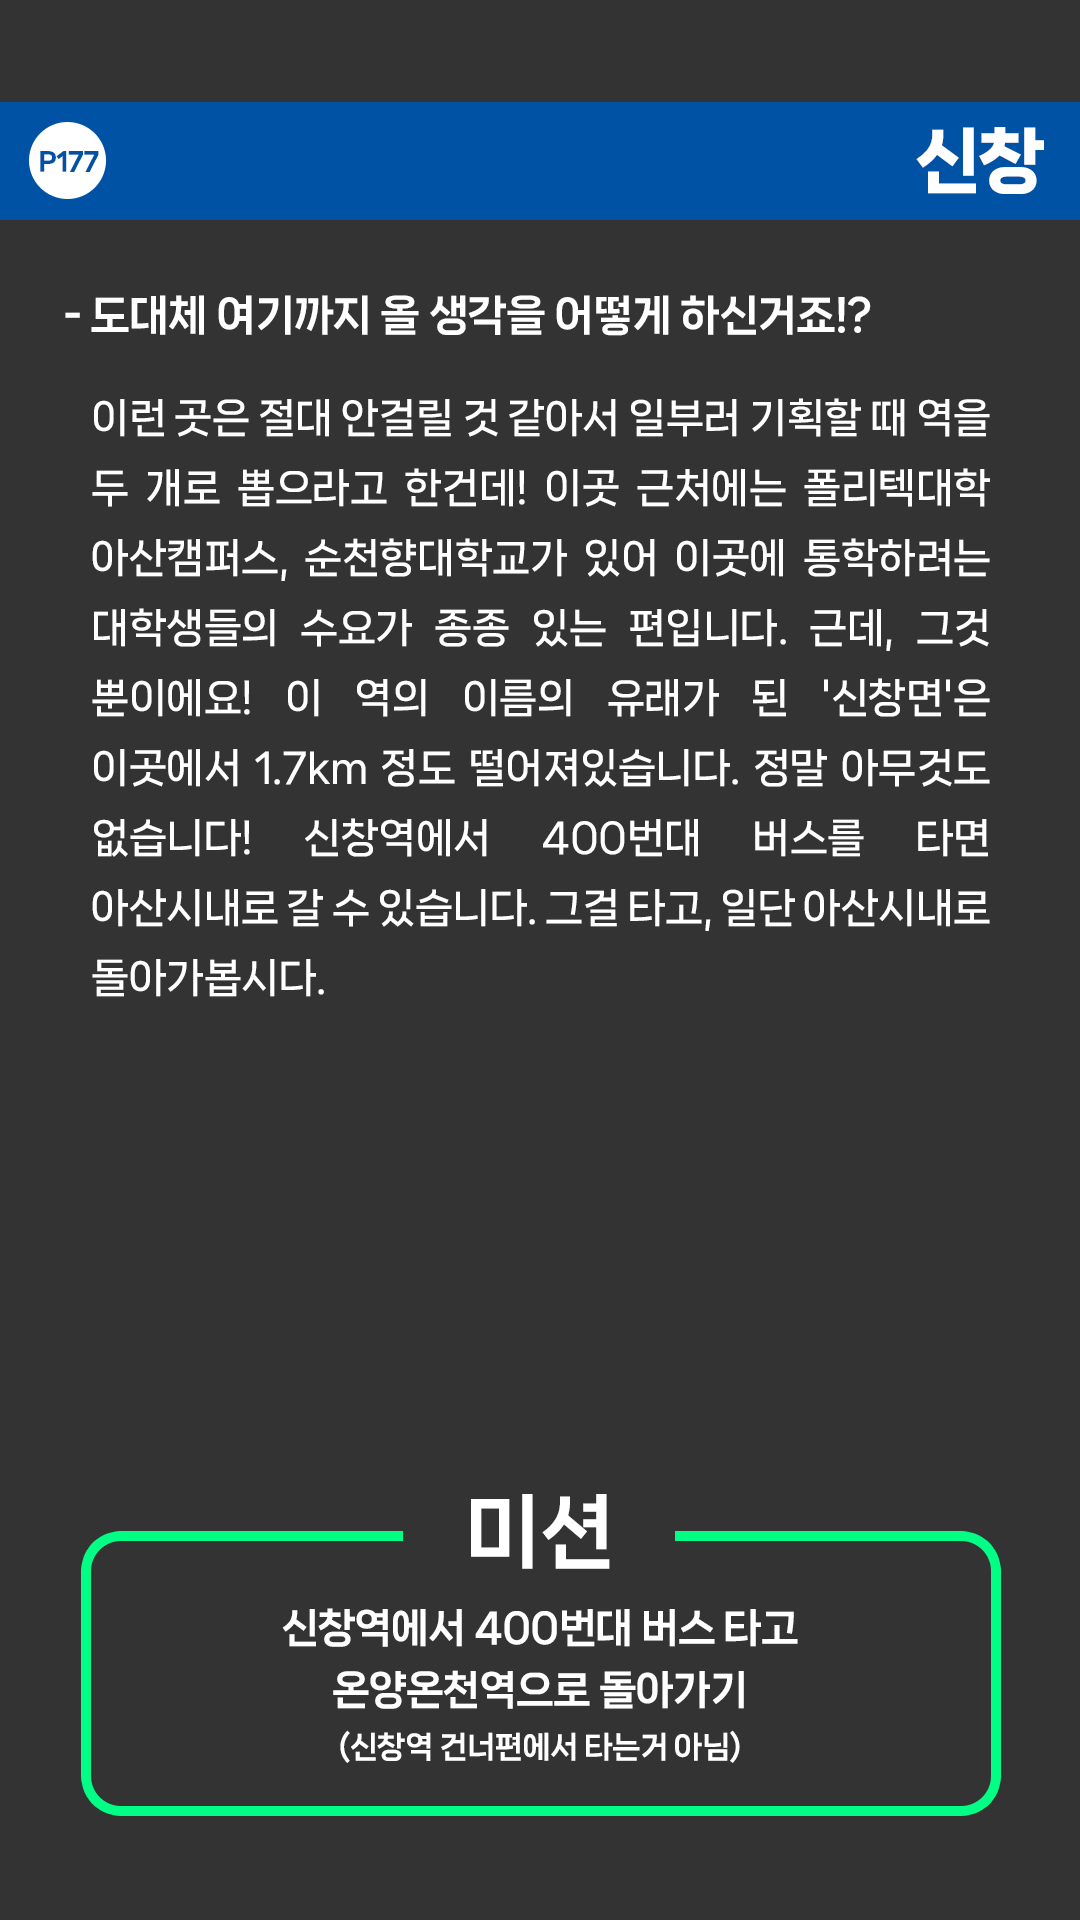 P177
신창
- 도대체 여기까지 올 생각을 어떻게 하신거죠!?
이런 곳은 절대 안걸릴 것 같아서 일부러 기획할 때 역을
두 개로 뽑으라고 한건데! 이곳 근처에는 폴리텍대학
아산캠퍼스, 순천향대학교가 있어 이곳에 통학하려는
대학생들의 수요가 종종 있는 편입니다. 근데, 그것
뿐이에요! 이 역의 이름의 유래가 된 '신창면'은
이곳에서 1.7km 정도 떨어져있습니다. 정말 아무것도
없습니다! 신창역에서 400번대 버스를 타면
아산시내로 갈 수 있습니다. 그걸 타고, 일단 아산시내로
돌아가봅시다.
미션
신창역에서 400번대 버스 타고
온양온천역으로 돌아가기
(신창역 건너편에서 타는거 아님)